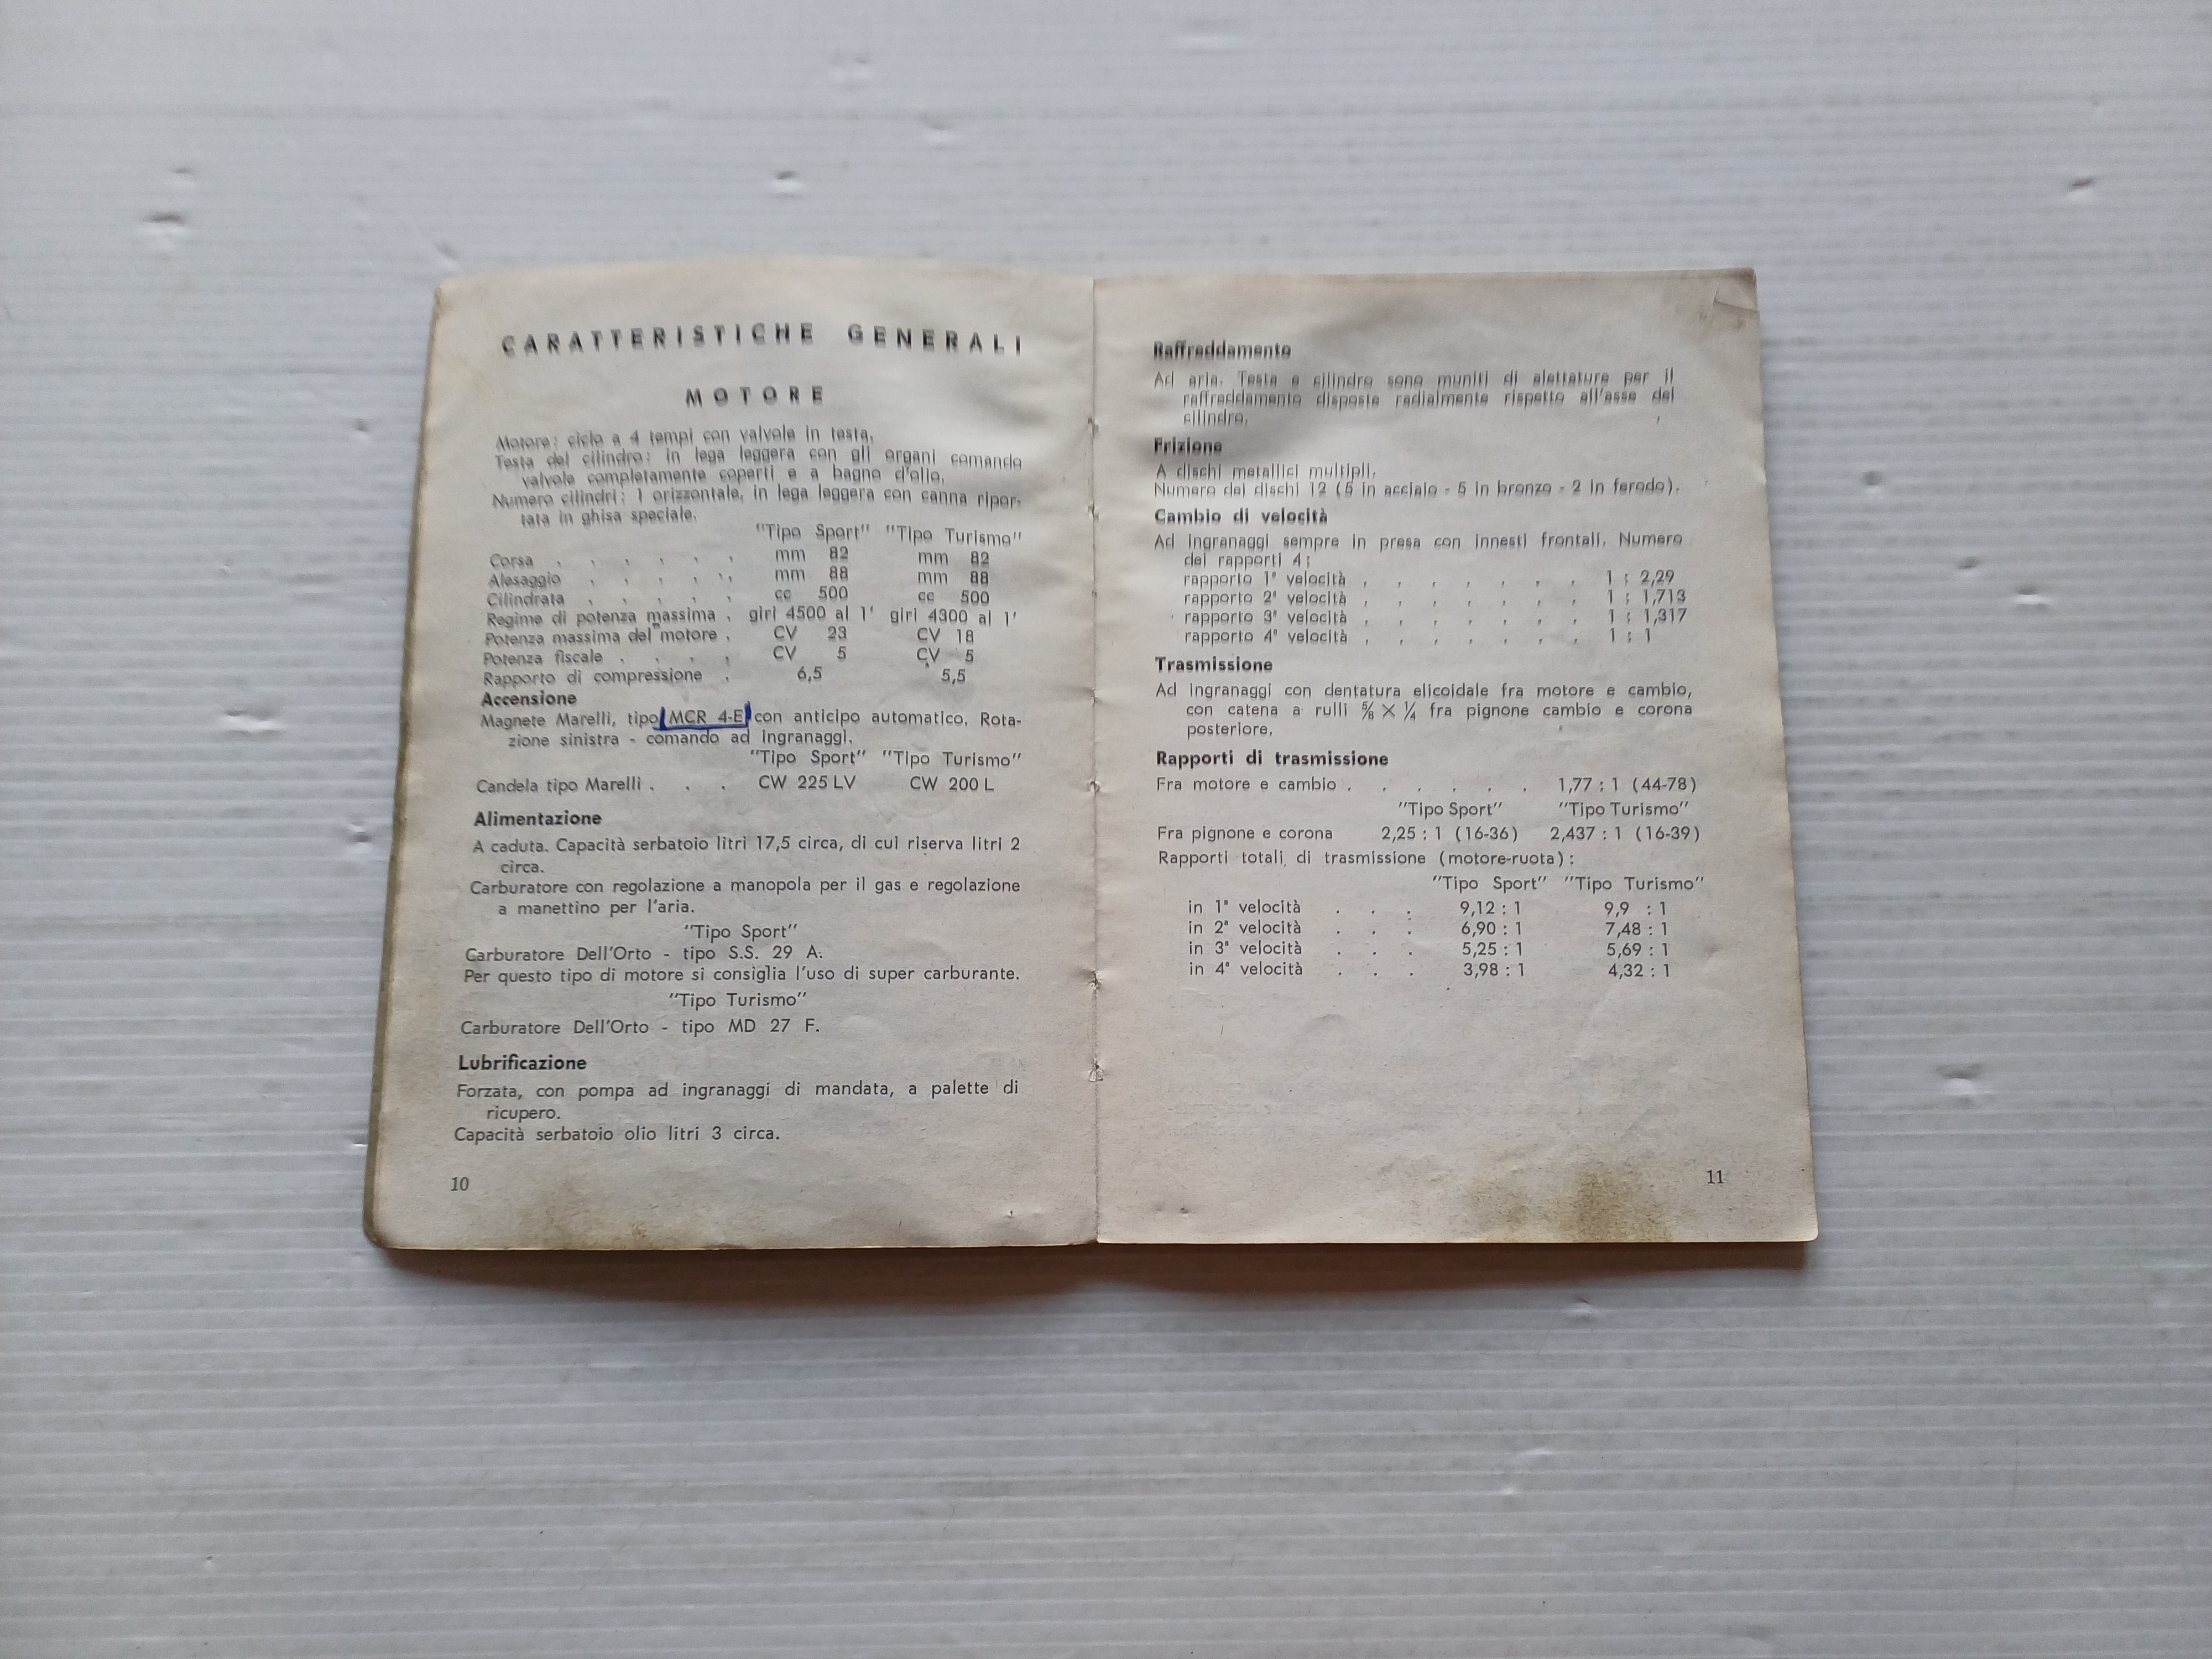 CARATTERISTICHE GENERALI
MOTORE
Motore: ciclo a 4 tempi con valvole in testa.
Testa del cilindro: in lega leggera con gli organi comando
valvole completamente coperti e a bagno d'olio.
Numero cilindri: 1 orizzontale, in lega leggera con canna ripor-
tata in ghisa speciale.
"Tipo Sport" "Tipo Turismo"
Corsa . . . . . mm 82 mm 82
Alesaggio . . . . . mm 88 mm 88
Cilindrata . . . . . cc 500 cc 500
Regime di potenza massima . giri 4500 al 1' giri 4300 al 1'
Potenza massima del motore . CV 23 CV 18
Potenza fiscale . . . . CV 5 CV 5
Rapporto di compressione . 6,5 5,5
Accensione
Magnete Marelli, tipo MCR 4-E con anticipo automatico. Rota-
zione sinistra - comando ad ingranaggi.
"Tipo Sport" "Tipo Turismo"
Candela tipo Marelli . . . CW 225 LV CW 200 L
Alimentazione
A caduta. Capacità serbatoio litri 17,5 circa, di cui riserva litri 2
circa.
Carburatore con regolazione a manopola per il gas e regolazione
a manettino per l'aria.
"Tipo Sport"
Carburatore Dell'Orto - tipo S.S. 29 A.
Per questo tipo di motore si consiglia l'uso di super carburante.
"Tipo Turismo"
Carburatore Dell'Orto - tipo MD 27 F.
Lubrificazione
Forzata, con pompa ad ingranaggi di mandata, a palette di
ricupero.
Capacità serbatoio olio litri 3 circa.
10
Raffreddamento
Ad aria. Testa e cilindro sono muniti di alettature per il
raffreddamento disposte radialmente rispetto all'asse del
cilindro.
Frizione
A dischi metallici multipli.
Numero dei dischi 12 (5 in acciaio - 5 in bronzo - 2 in ferodo).
Cambio di velocità
Ad ingranaggi sempre in presa con innesti frontali. Numero
dei rapporti 4:
rapporto 1ª velocità . . . . . . . 1 : 2,29
rapporto 2ª velocità . . . . . . . 1 : 1,713
rapporto 3ª velocità . . . . . . . 1 : 1,317
rapporto 4ª velocità . . . . . . . 1 : 1
Trasmissione
Ad ingranaggi con dentatura elicoidale fra motore e cambio,
con catena a rulli ⅝ × ¼ fra pignone cambio e corona
posteriore.
Rapporti di trasmissione
Fra motore e cambio . . . . . . 1,77 : 1 (44-78)
"Tipo Sport" "Tipo Turismo"
Fra pignone e corona 2,25 : 1 (16-36) 2,437 : 1 (16-39)
Rapporti totali di trasmissione (motore-ruota):
"Tipo Sport" "Tipo Turismo"
in 1ª velocità . . . 9,12 : 1 9,9 : 1
in 2ª velocità . . . 6,90 : 1 7,48 : 1
in 3ª velocità . . . 5,25 : 1 5,69 : 1
in 4ª velocità . . . 3,98 : 1 4,32 : 1
11